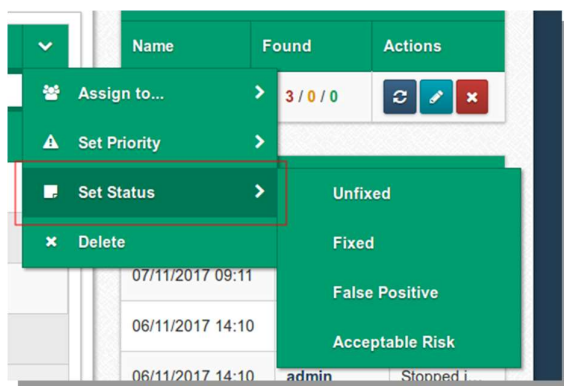 Name Found Actions
Assign to... 3 / 0 / 0
Set Priority
Set Status
Unfixed
Delete
Fixed
07/11/2017 09:11
False Positive
06/11/2017 14:10
Acceptable Risk
06/11/2017 14:10 admin Stopped i...